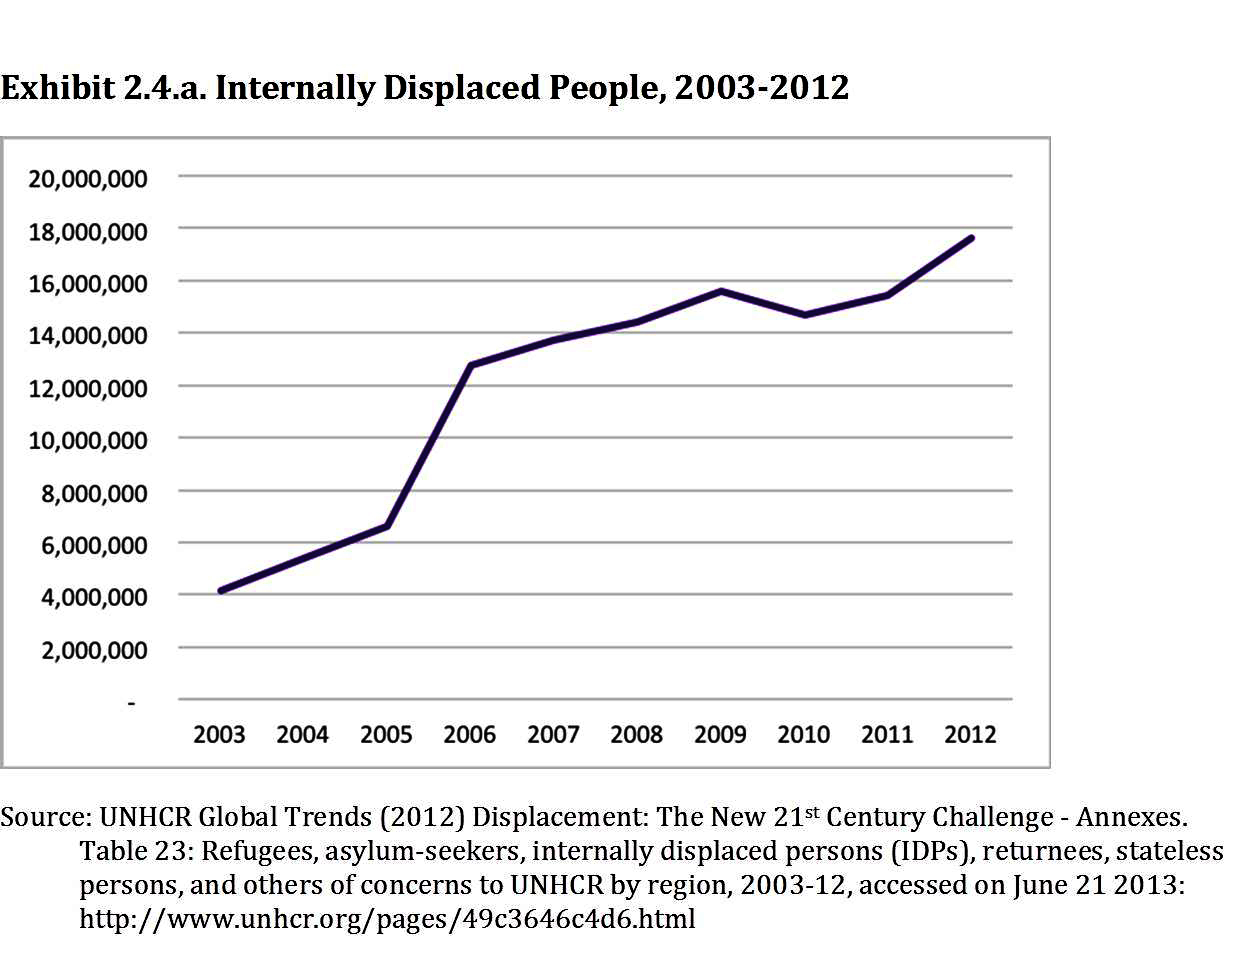 Exhibit 2.4.a. Internally Displaced People, 2003-2012
20,000,000
18,000,000
16,000,000
14,000,000
12,000,000
10,000,000
8,000,000
6,000,000
4,000,000
2,000,000
-
2003 2004 2005 2006 2007 2008 2009 2010 2011 2012
Source: UNHCR Global Trends (2012) Displacement: The New 21st Century Challenge - Annexes.
Table 23: Refugees, asylum-seekers, internally displaced persons (IDPs), returnees, stateless
persons, and others of concerns to UNHCR by region, 2003-12, accessed on June 21 2013:
http://www.unhcr.org/pages/49c3646c4d6.html